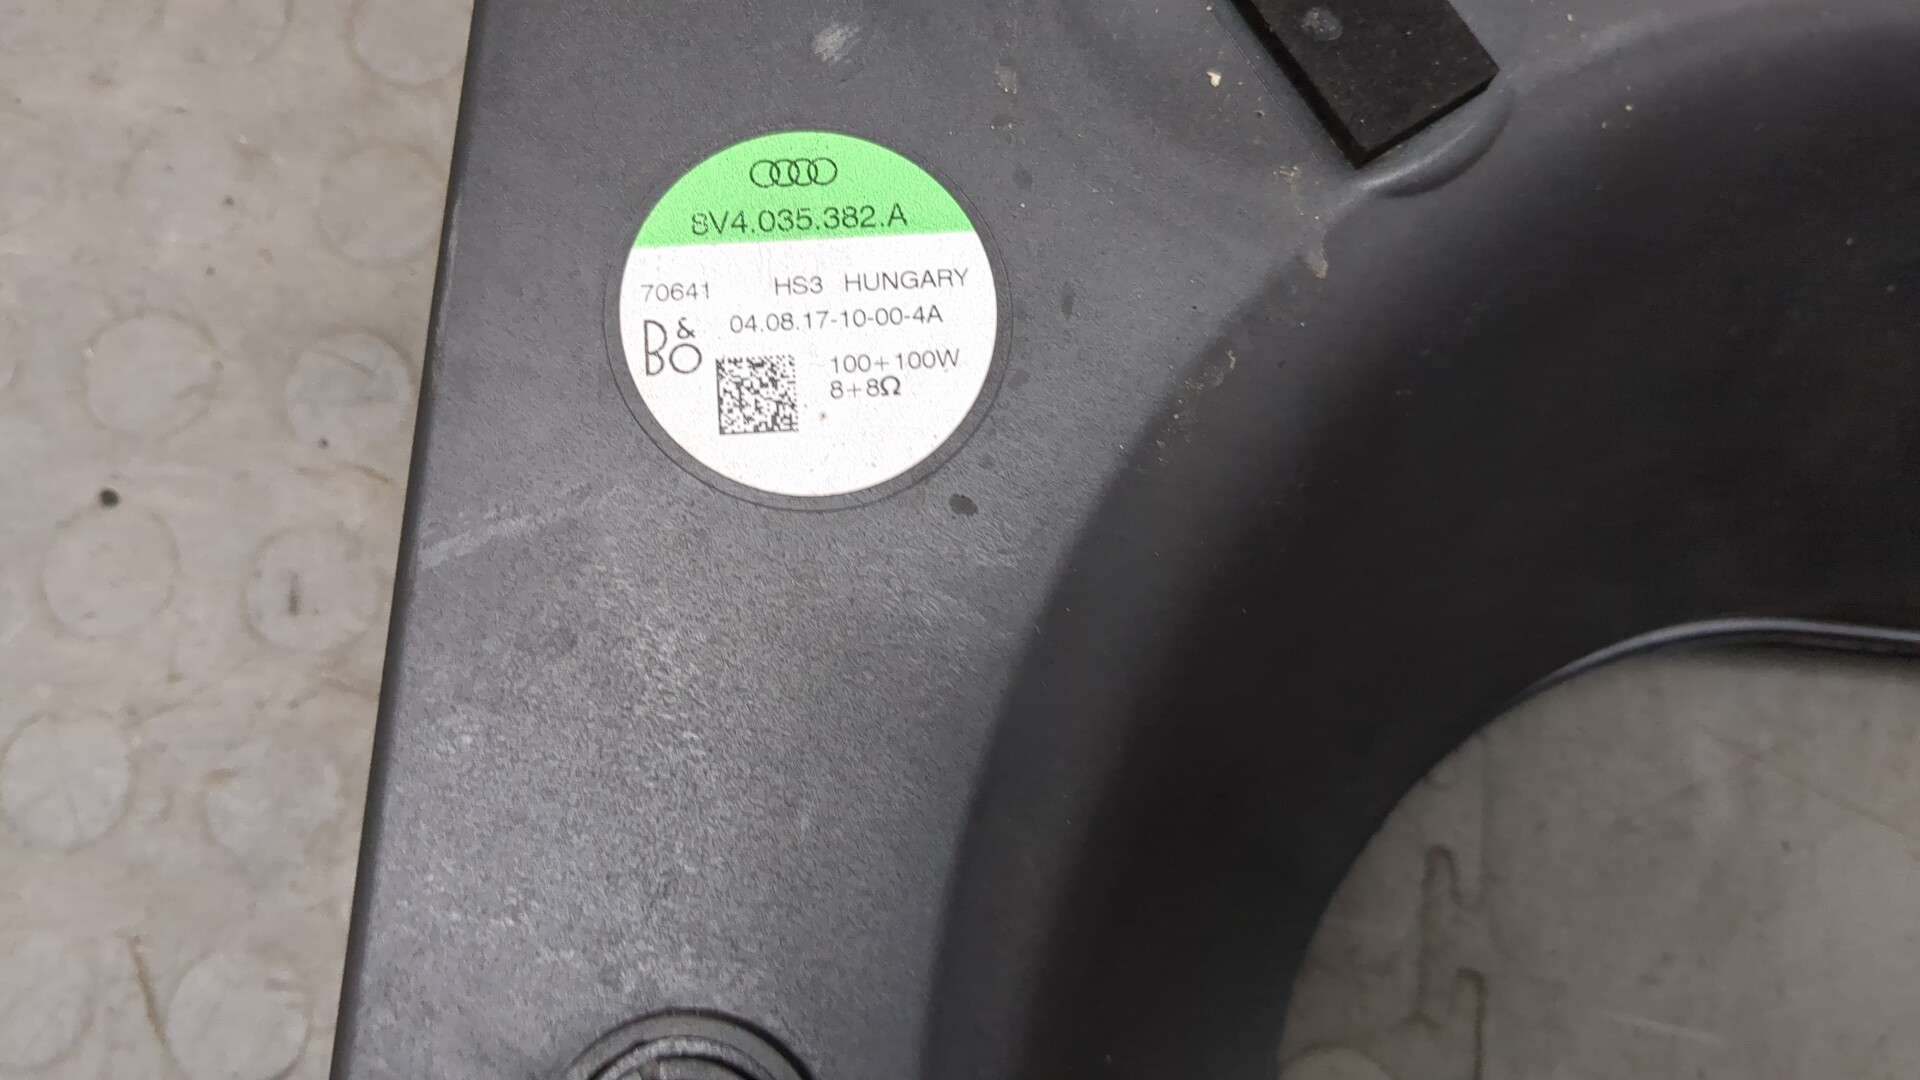 8V4.035.382.A
70641 HS3 HUNGARY
B&O 04.08.17-10-00-4A
100+100W
8+8Ω